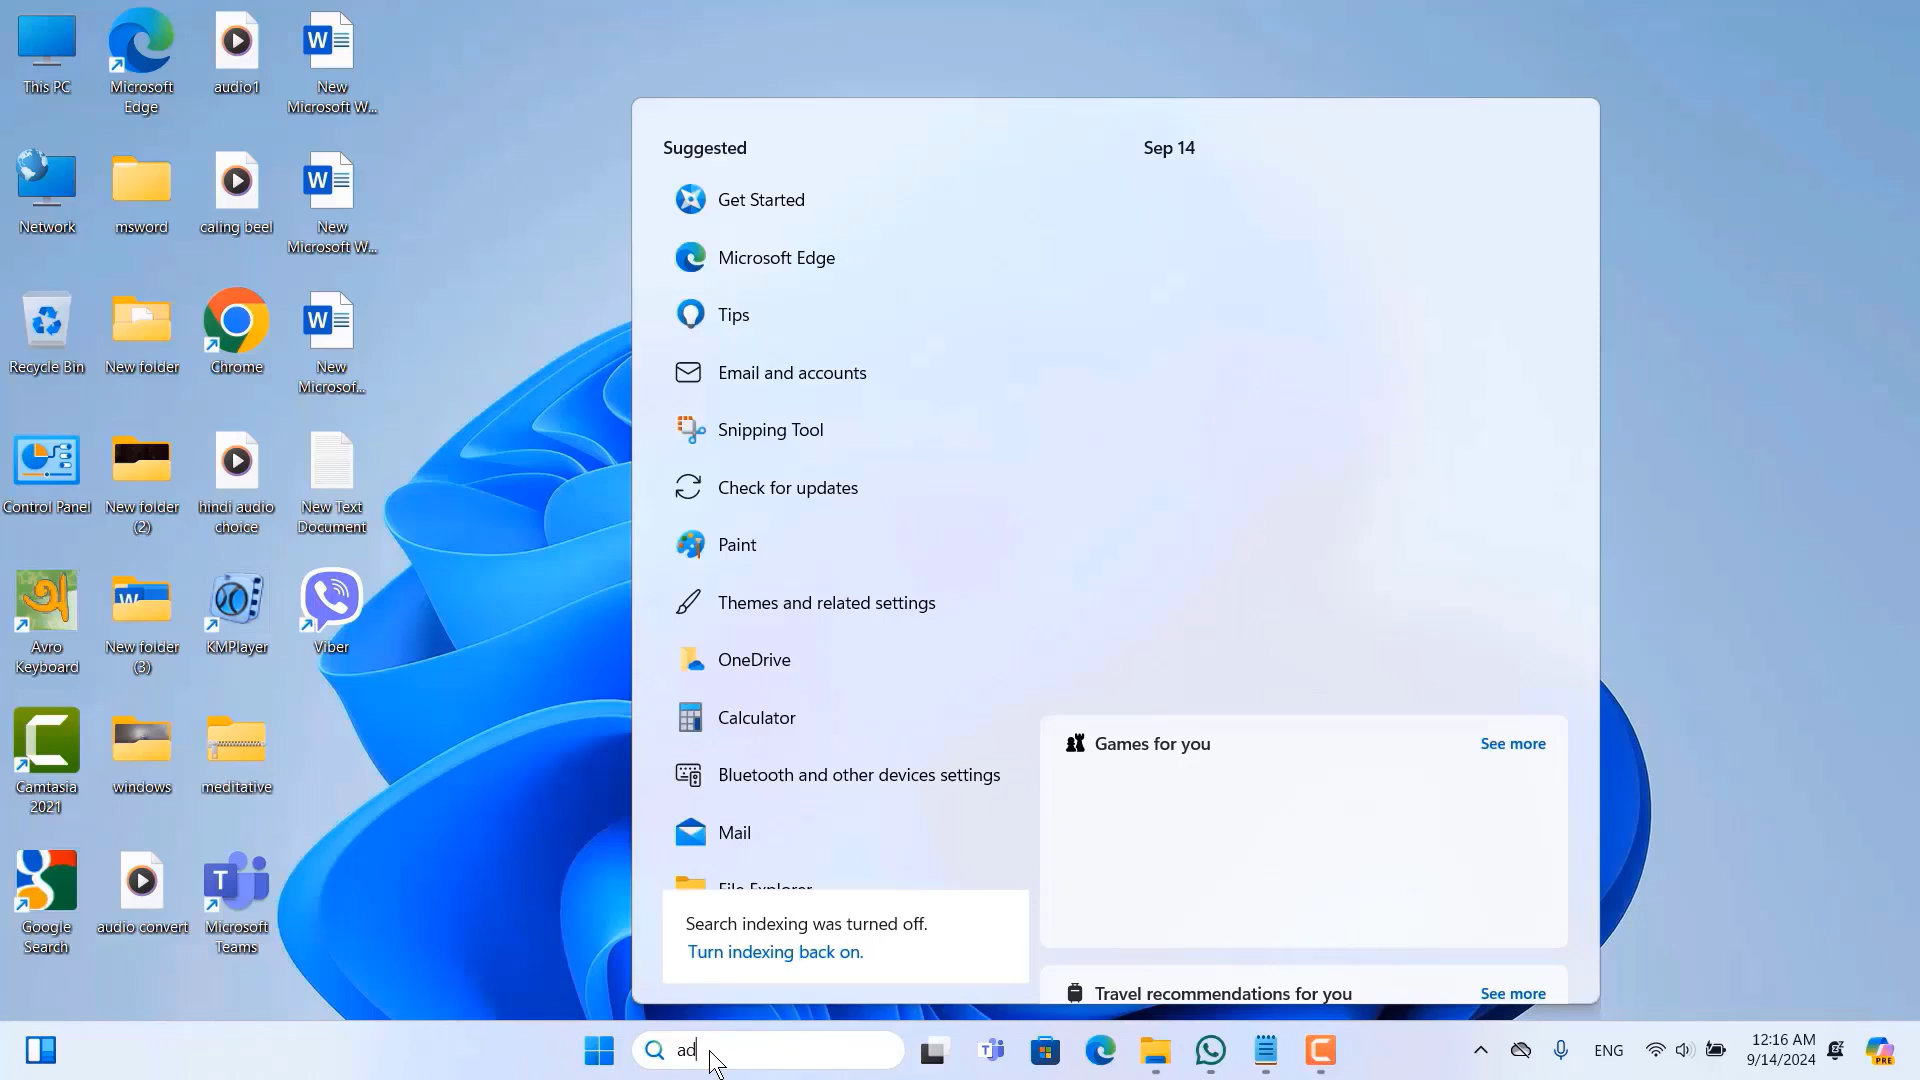 This PC
Microsoft
Edge
audio1
New
Microsoft W...
Network
msword
caling beel
New
Microsoft W...
Recycle Bin
New folder
Chrome
New
Microsof...
Control Panel
New folder
(2)
hindi audio
choice
New Text
Document
Avro
Keyboard
New folder
(3)
KMPlayer
Viber
Camtasia
2021
windows
meditative
Google
Search
audio convert
Microsoft
Teams
Suggested
Get Started
Microsoft Edge
Tips
Email and accounts
Snipping Tool
Check for updates
Paint
Themes and related settings
OneDrive
Calculator
Bluetooth and other devices settings
Mail
File Explorer
Search indexing was turned off.
Turn indexing back on.
Sep 14
Games for you
See more
Travel recommendations for you
See more
ad
ENG
12:16 AM
9/14/2024
PRE